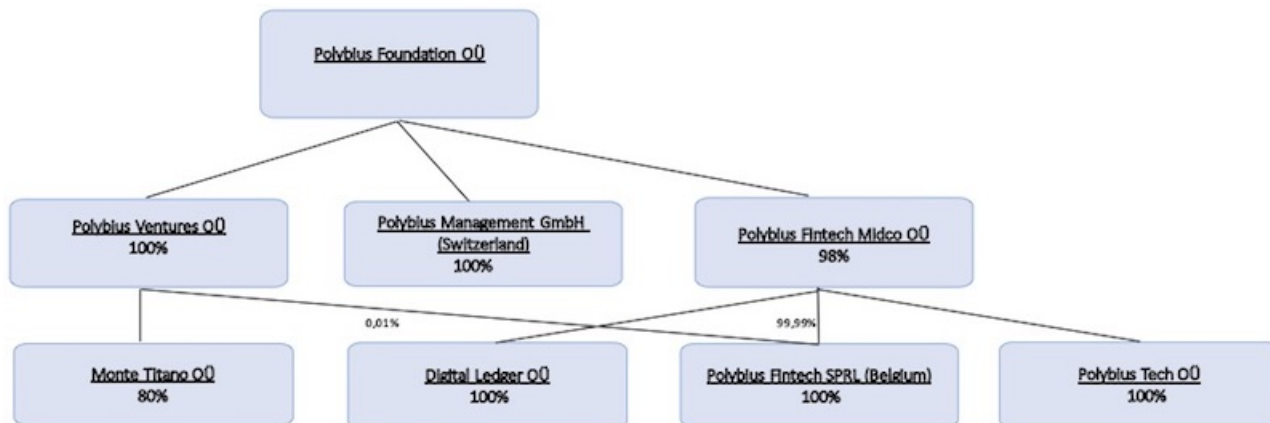 Polybius Foundation OÜ
Polybius Ventures OÜ
100%
Polybius Management GmbH
(Switzerland)
100%
Polybius Fintech Midco OÜ
98%
0,01%
99,99%
Monte Titano OÜ
80%
Digital Ledger OÜ
100%
Polybius Fintech SPRL (Belgium)
100%
Polybius Tech OÜ
100%